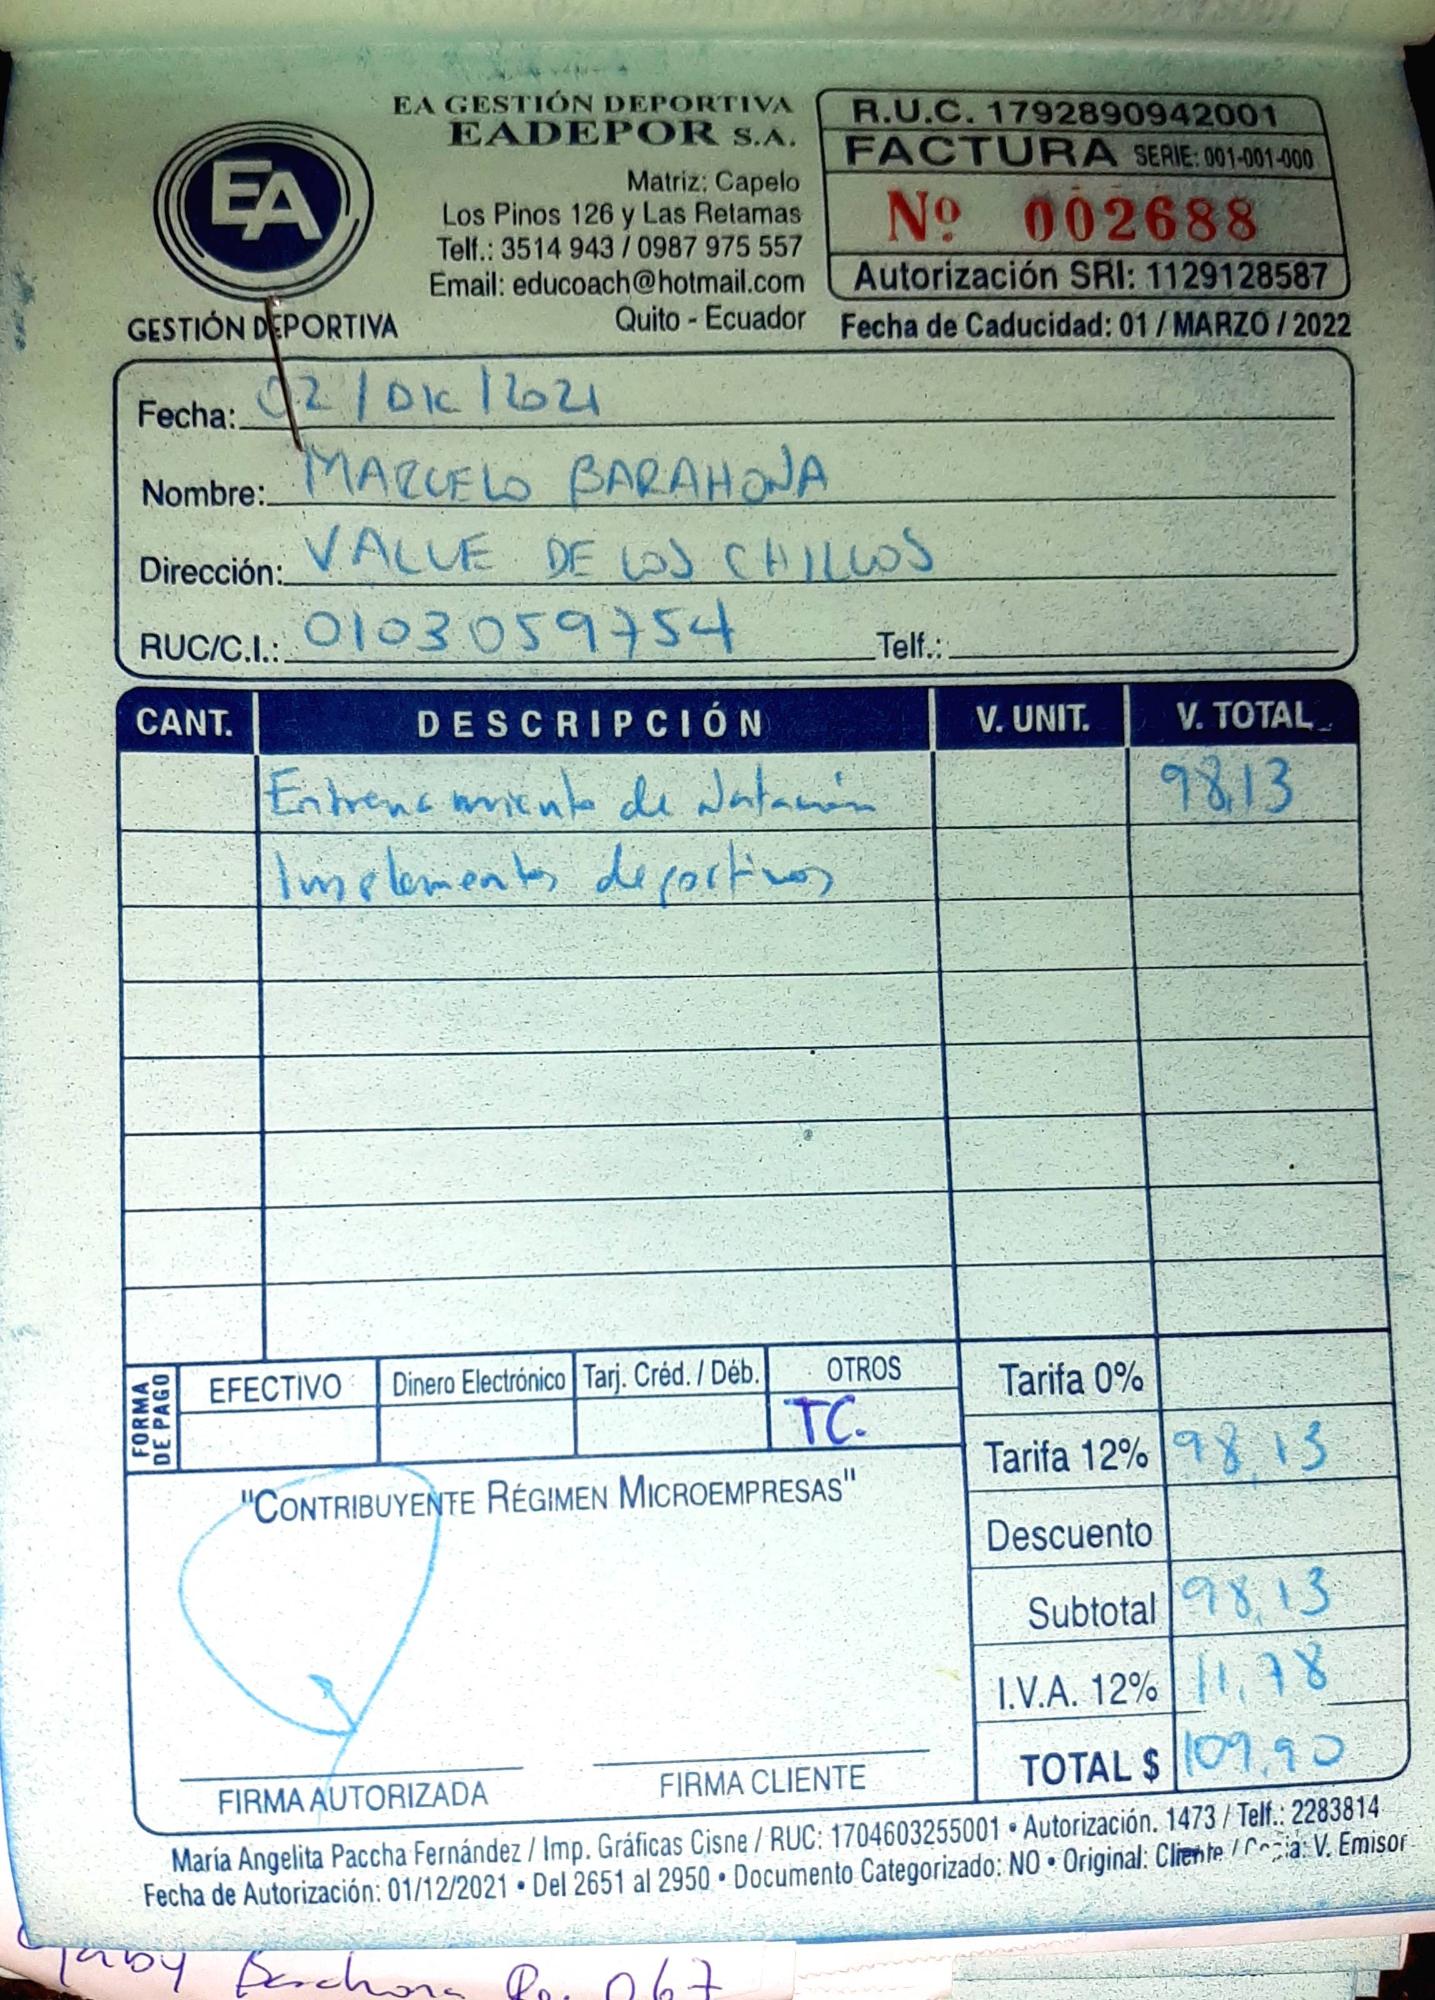 EA GESTIÓN DEPORTIVA
EADEPOR S.A.
EA
GESTIÓN DEPORTIVA
Matriz: Capelo
Los Pinos 126 y Las Retamas
Telf.: 3514 943 / 0987 975 557
Email: educoach@hotmail.com
Quito - Ecuador
R.U.C. 1792890942001
FACTURA SERIE: 001-001-000
Nº 002688
Autorización SRI: 1129128587
Fecha de Caducidad: 01 / MARZO / 2022
Fecha: 02 / DIC / 2021
Nombre: MARCELO BARAHONA
Dirección: VALLE DE LOS CHILLOS
RUC/C.I.: 0103059754 Telf.:
CANT. DESCRIPCIÓN V. UNIT. V. TOTAL
Entrenamiento de Natación 98,13
Implementos deportivos
FORMA DE PAGO
EFECTIVO Dinero Electrónico Tarj. Créd. / Déb. OTROS
TC.
Tarifa 0%
Tarifa 12% 98,13
Descuento
Subtotal 98,13
I.V.A. 12% 11,78
TOTAL $ 109,90
"CONTRIBUYENTE RÉGIMEN MICROEMPRESAS"
FIRMA AUTORIZADA FIRMA CLIENTE
María Angelita Paccha Fernández / Imp. Gráficas Cisne / RUC: 1704603255001 • Autorización. 1473 / Telf.: 2283814
Fecha de Autorización: 01/12/2021 • Del 2651 al 2950 • Documento Categorizado: NO • Original: Cliente / Copia: V. Emisor
Gaby Barahona 067